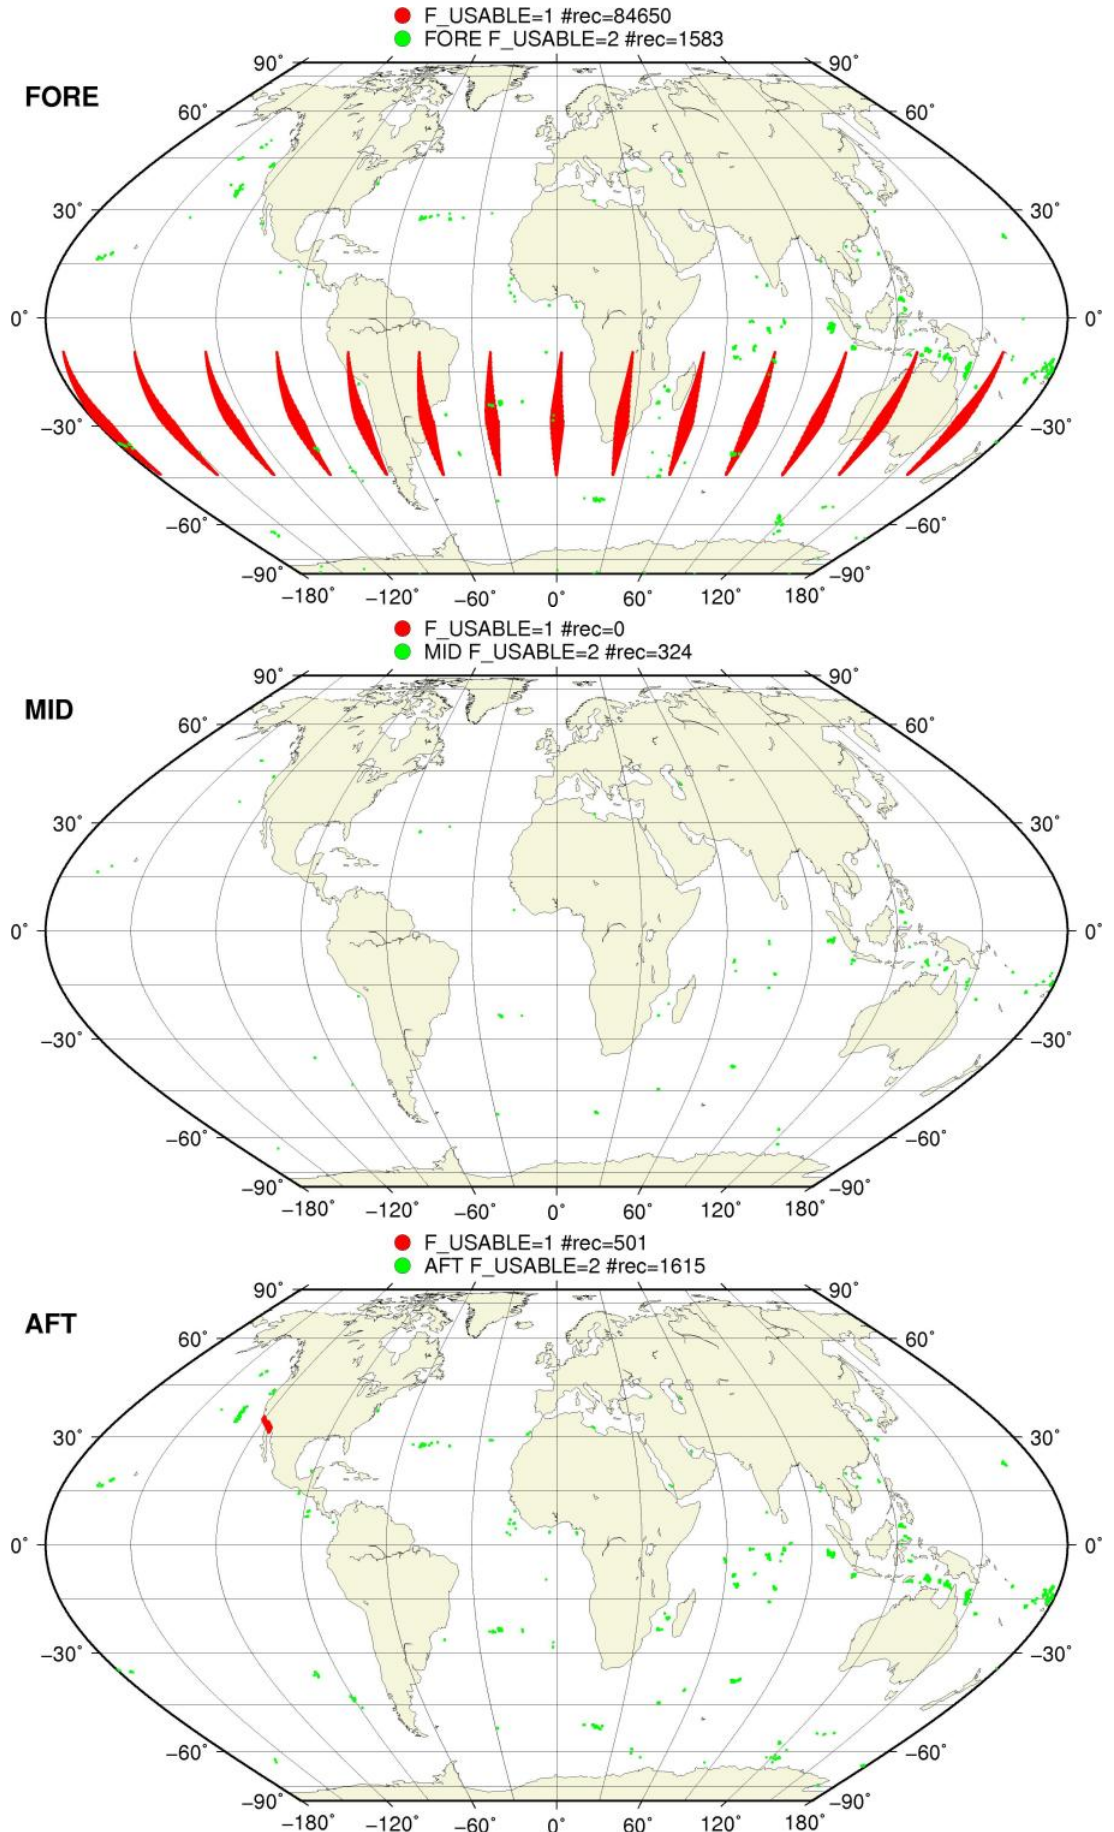 F_USABLE=1 #rec=84650
FORE F_USABLE=2 #rec=1583
FORE
90° 90°
60° 60°
30° 30°
0° 0°
−30° −30°
−60° −60°
−90° −90°
−180° −120° −60° 0° 60° 120° 180°
F_USABLE=1 #rec=0
MID F_USABLE=2 #rec=324
MID
90° 90°
60° 60°
30° 30°
0° 0°
−30° −30°
−60° −60°
−90° −90°
−180° −120° −60° 0° 60° 120° 180°
F_USABLE=1 #rec=501
AFT F_USABLE=2 #rec=1615
AFT
90° 90°
60° 60°
30° 30°
0° 0°
−30° −30°
−60° −60°
−90° −90°
−180° −120° −60° 0° 60° 120° 180°